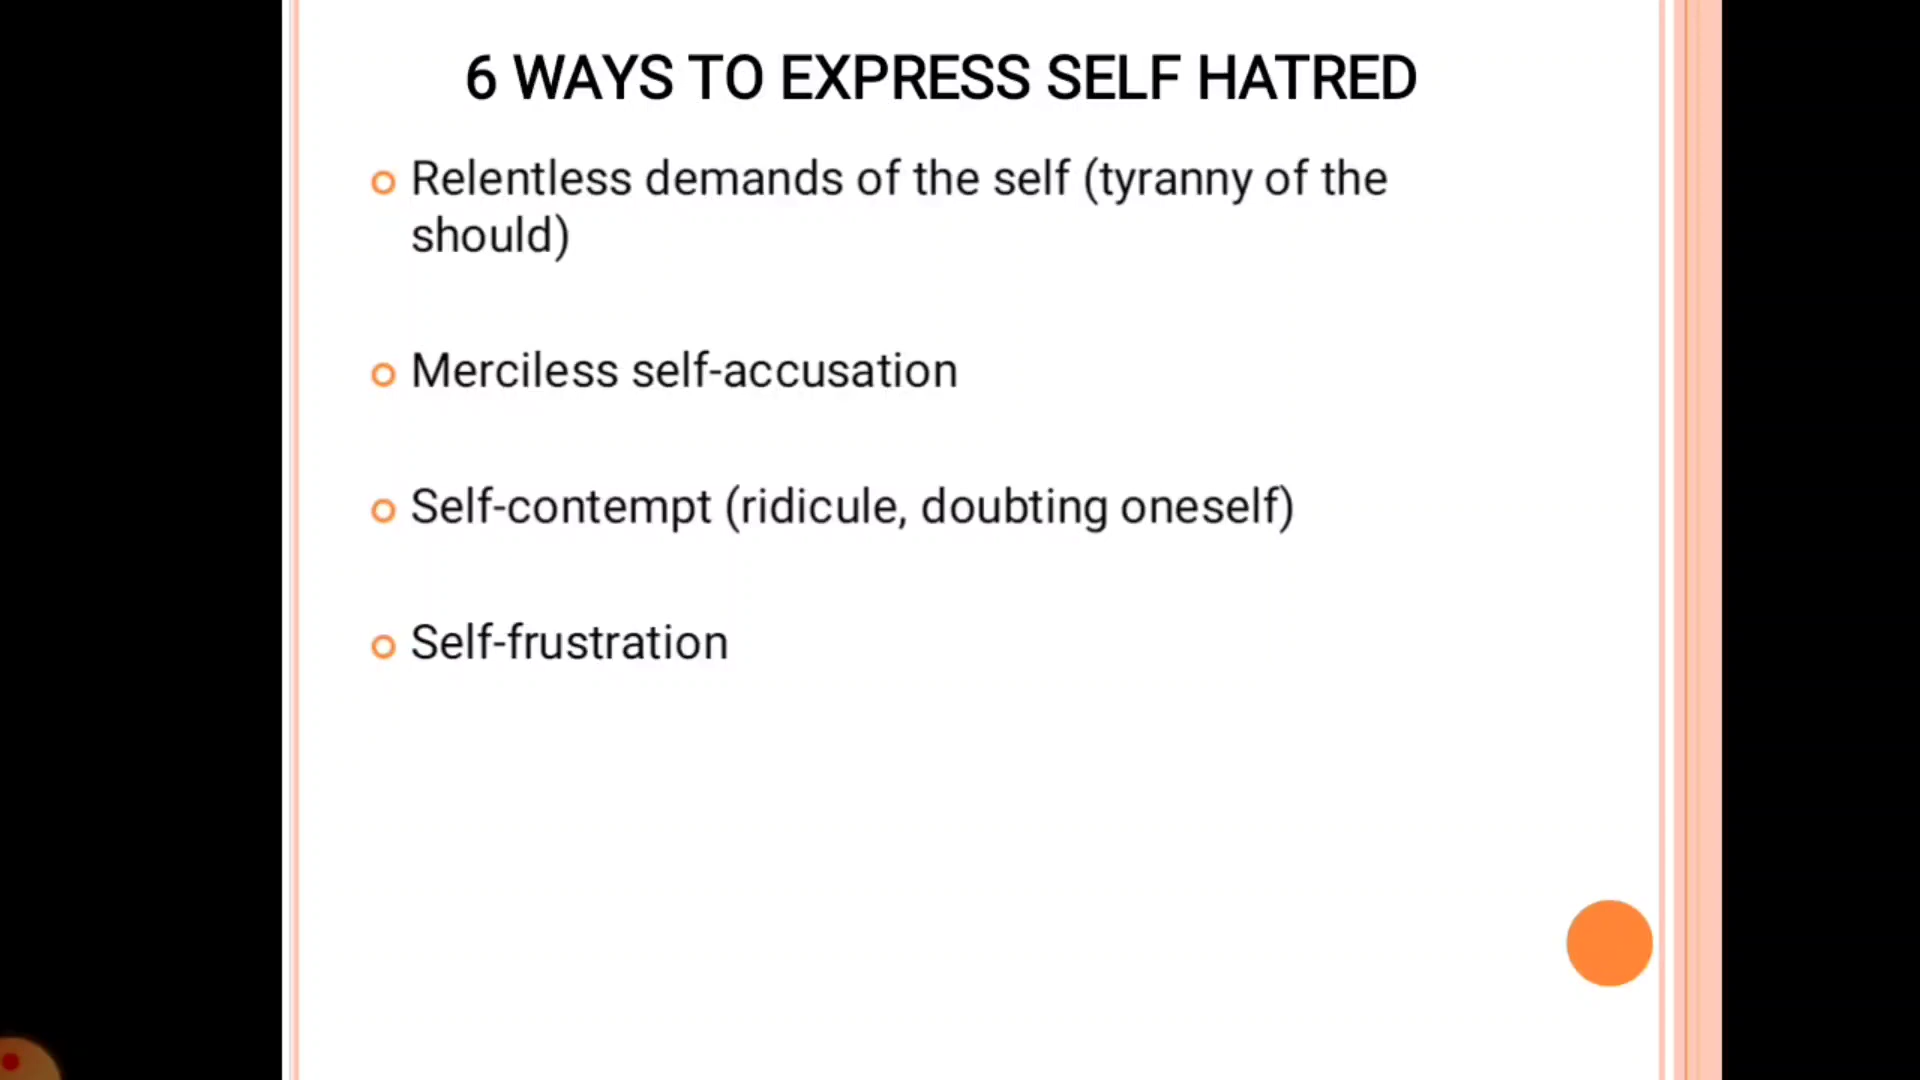 6 WAYS TO EXPRESS SELF HATRED
Relentless demands of the self (tyranny of the
should)
Merciless self-accusation
Self-contempt (ridicule, doubting oneself)
Self-frustration